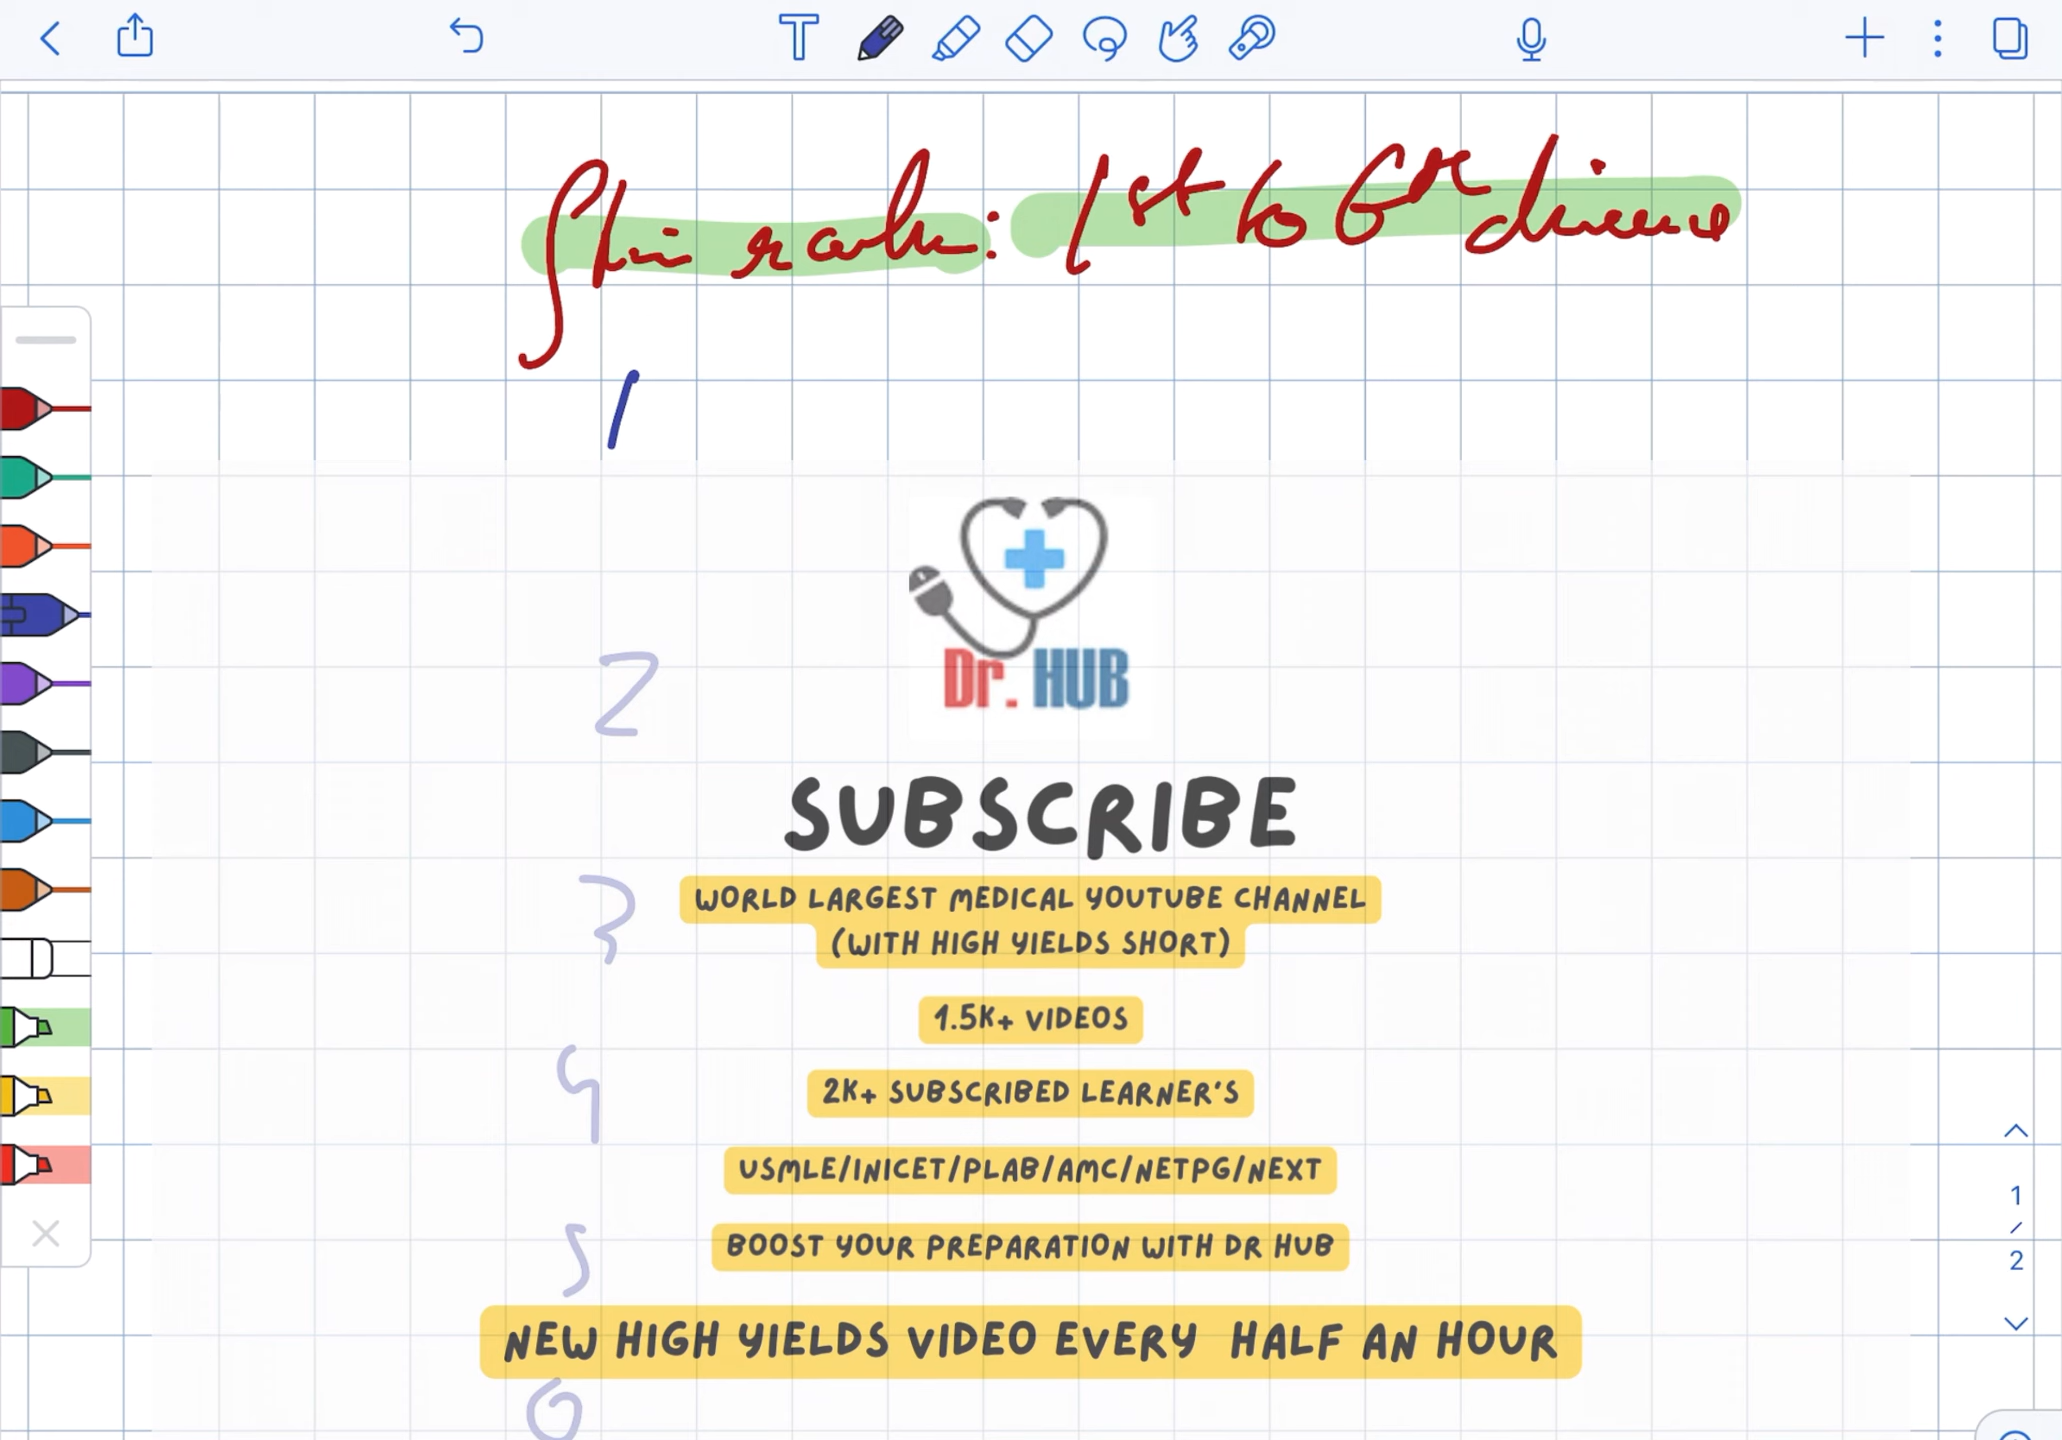 Skin rash: 1st to 6th disease
1
Dr. HUB
2
SUBSCRIBE
WORLD LARGEST MEDICAL YOUTUBE CHANNEL
(WITH HIGH YIELDS SHORT)
3
1.5K+ VIDEOS
4
2K+ SUBSCRIBED LEARNER'S
USMLE/INICET/PLAB/AMC/NETPG/NEXT
5
BOOST YOUR PREPARATION WITH DR HUB
NEW HIGH YIELDS VIDEO EVERY HALF AN HOUR
6
1
/
2